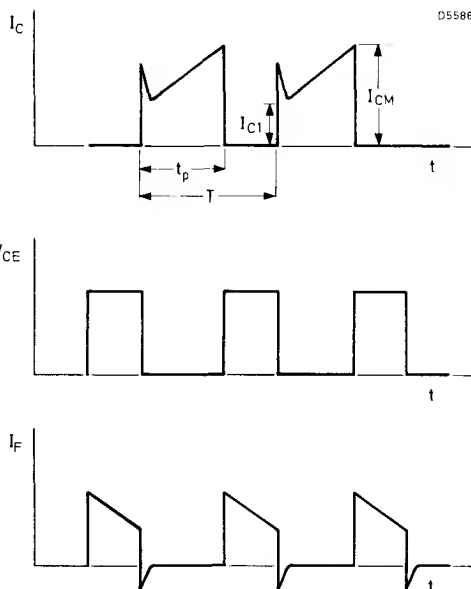 D5586
I_C
I_CM
I_C1
t_p
t
T
V_CE
t
I_F
t